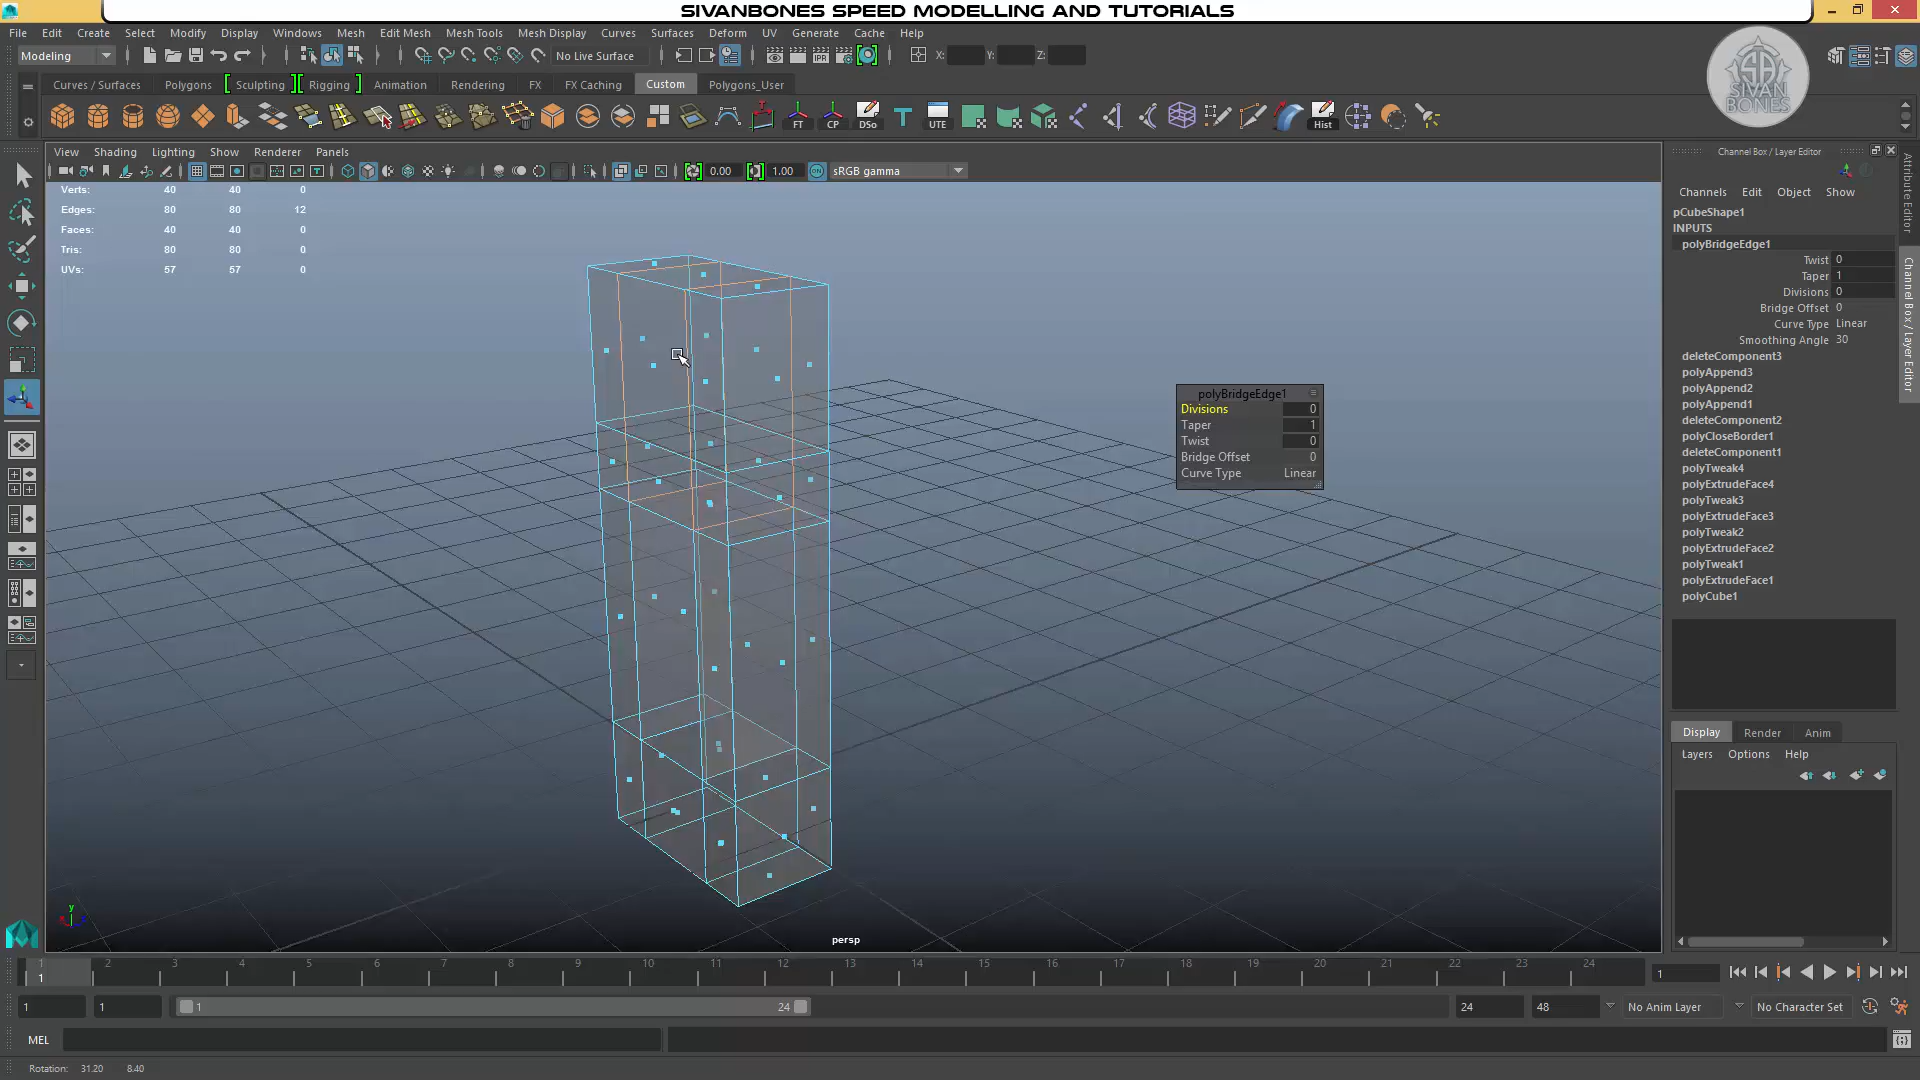 SIVANBONES SPEED MODELLING AND TUTORIALS
File Edit Create Select Modify Display Windows Mesh Edit Mesh Mesh Tools Mesh Display Curves Surfaces Deform UV Generate Cache Help
SIVAN
BONES
Modeling No Live Surface X: Y: Z:
Curves / Surfaces Polygons Sculpting Rigging Animation Rendering FX FX Caching Custom Polygons_User
FT CP DSo UTE Hist
View Shading Lighting Show Renderer Panels
0.00 1.00 ON sRGB gamma
Verts: 40 40 0
Edges: 80 80 12
Faces: 40 40 0
Tris: 80 80 0
UVs: 57 57 0
polyBridgeEdge1
Divisions 0
Taper 1
Twist 0
Bridge Offset 0
Curve Type Linear
persp
Channel Box / Layer Editor
Channels Edit Object Show
pCubeShape1
INPUTS
polyBridgeEdge1
Twist 0
Taper 1
Divisions 0
Bridge Offset 0
Curve Type Linear
Smoothing Angle 30
deleteComponent3
polyAppend3
polyAppend2
polyAppend1
deleteComponent2
polyCloseBorder1
deleteComponent1
polyTweak4
polyExtrudeFace4
polyTweak3
polyExtrudeFace3
polyTweak2
polyExtrudeFace2
polyTweak1
polyExtrudeFace1
polyCube1
Attribute Editor
Channel Box / Layer Editor
Display Render Anim
Layers Options Help
1 2 3 4 5 6 7 8 9 10 11 12 13 14 15 16 17 18 19 20 21 22 23 24
1 1
1 1 1 24 24 48 No Anim Layer No Character Set
MEL
Rotation: 31.20 8.40